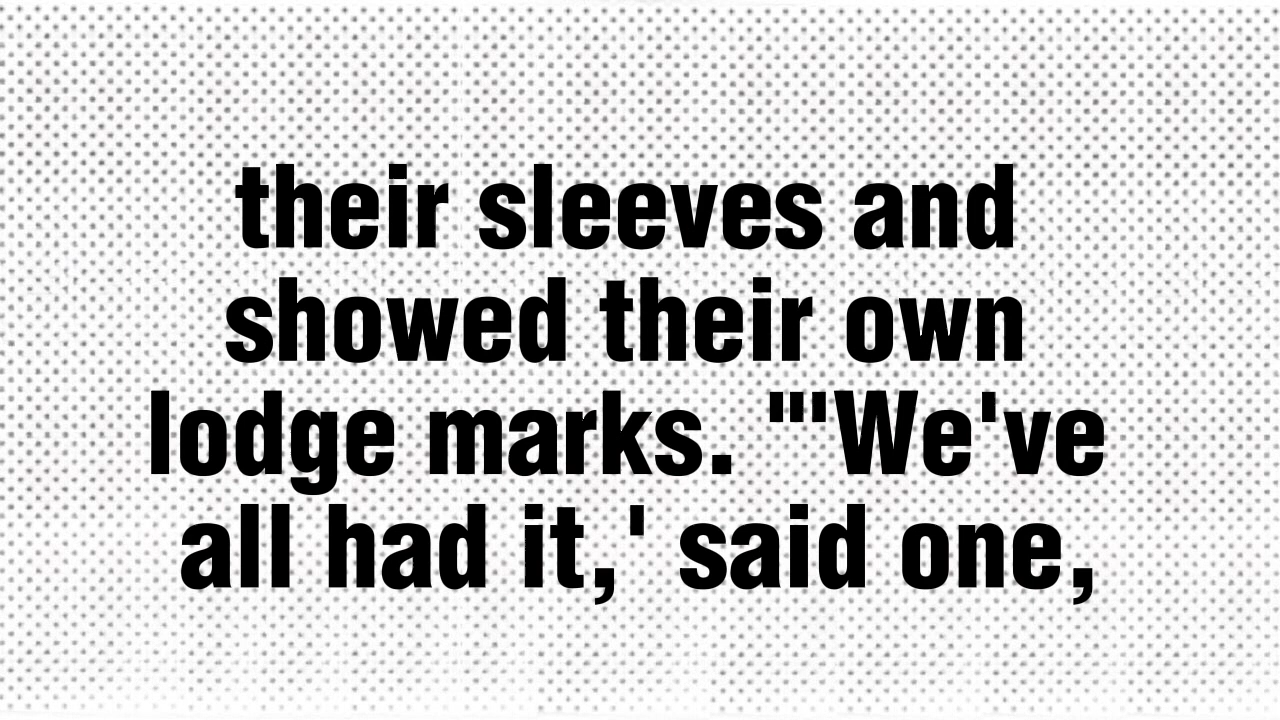 their sleeves and
showed their own
lodge marks. "'We've
all had it,' said one,